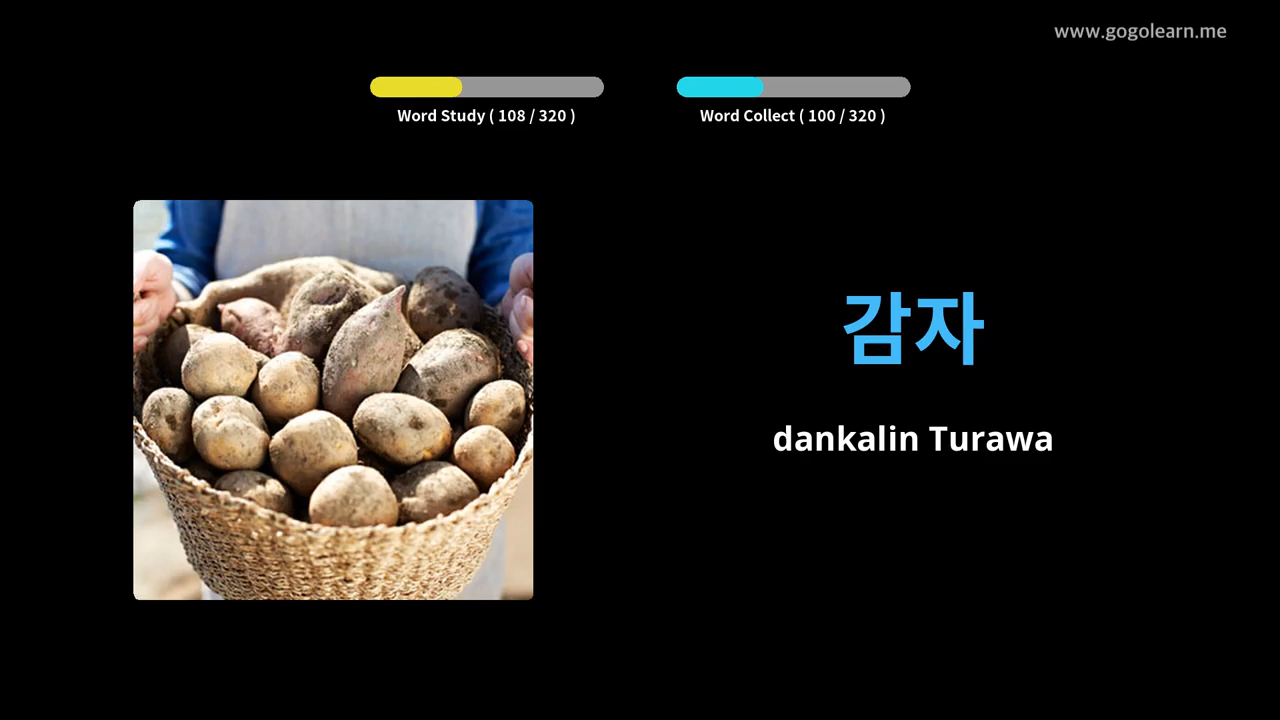 www.gogolearn.me
Word Study ( 108 / 320 )
Word Collect ( 100 / 320 )
감자
dankalin Turawa